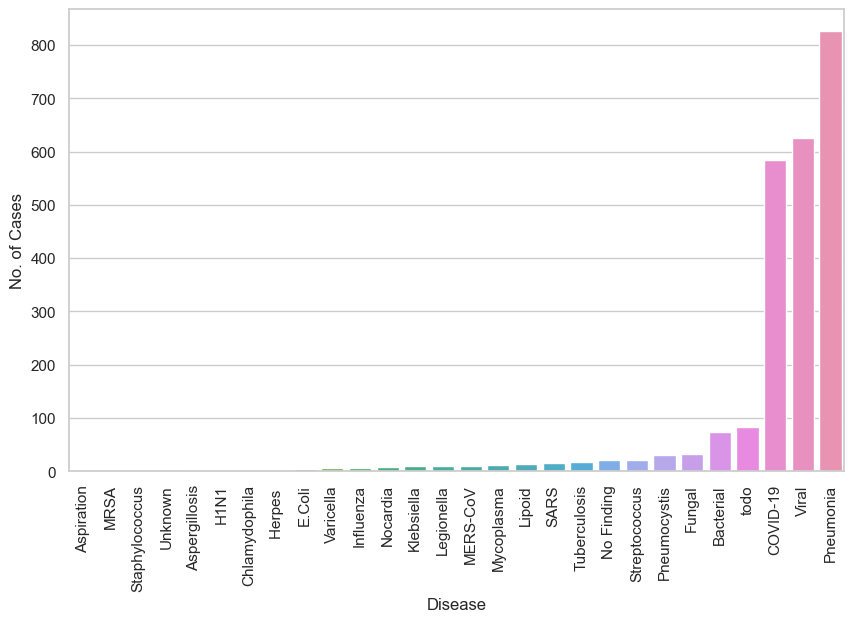 800
700
600
500
400
300
200
100
0
No. of Cases
Aspiration
MRSA
Staphylococcus
Unknown
Aspergillosis
H1N1
Chlamydophila
Herpes
E.Coli
Varicella
Influenza
Nocardia
Klebsiella
Legionella
MERS-CoV
Mycoplasma
Lipoid
SARS
Tuberculosis
No Finding
Streptococcus
Pneumocystis
Fungal
Bacterial
todo
COVID-19
Viral
Pneumonia
Disease